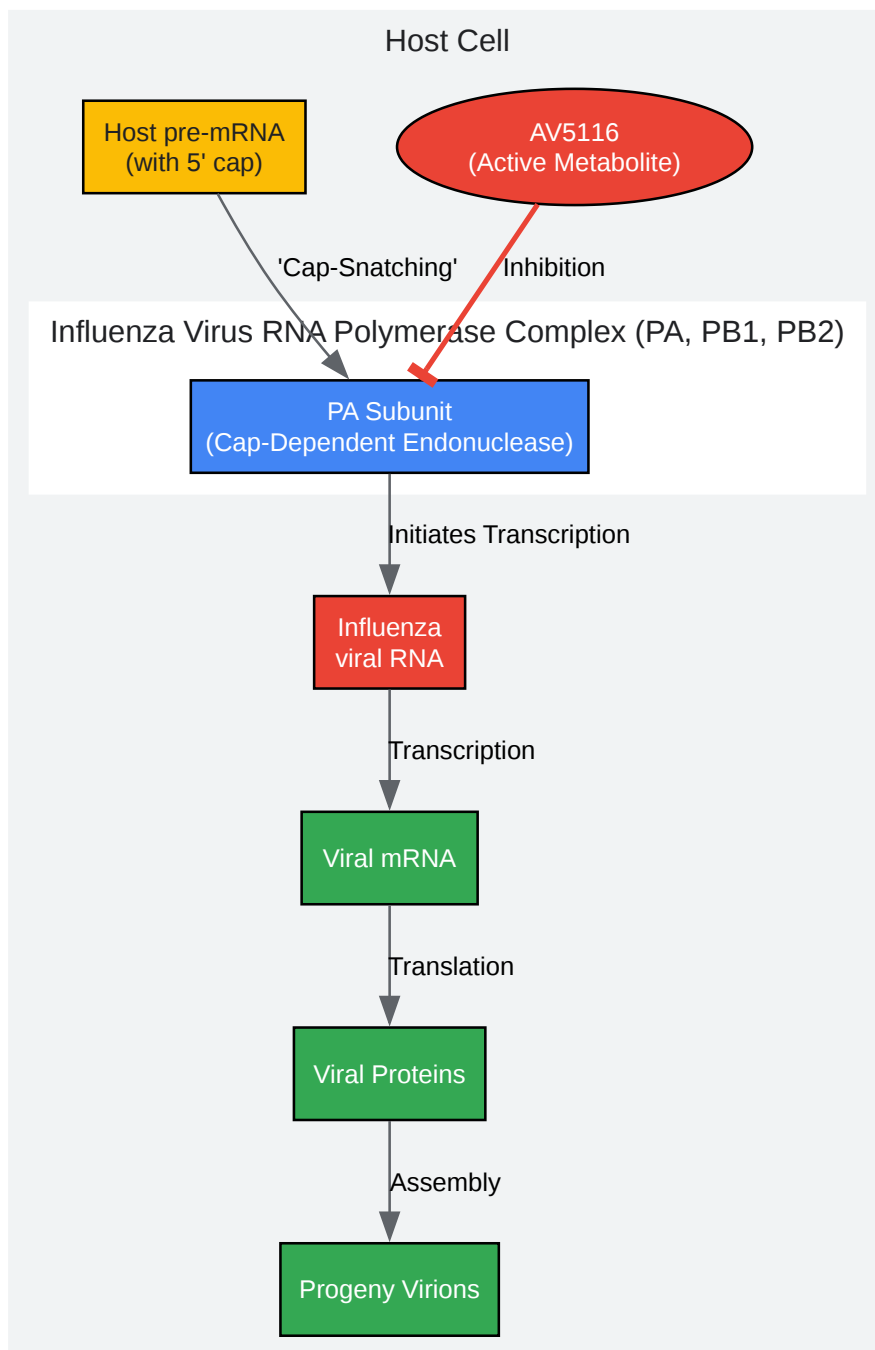 Host Cell
Host pre-mRNA
(with 5' cap)
AV5116
(Active Metabolite)
'Cap-Snatching'
Inhibition
Influenza Virus RNA Polymerase Complex (PA, PB1, PB2)
PA Subunit
(Cap-Dependent Endonuclease)
Initiates Transcription
Influenza
viral RNA
Transcription
Viral mRNA
Translation
Viral Proteins
Assembly
Progeny Virions